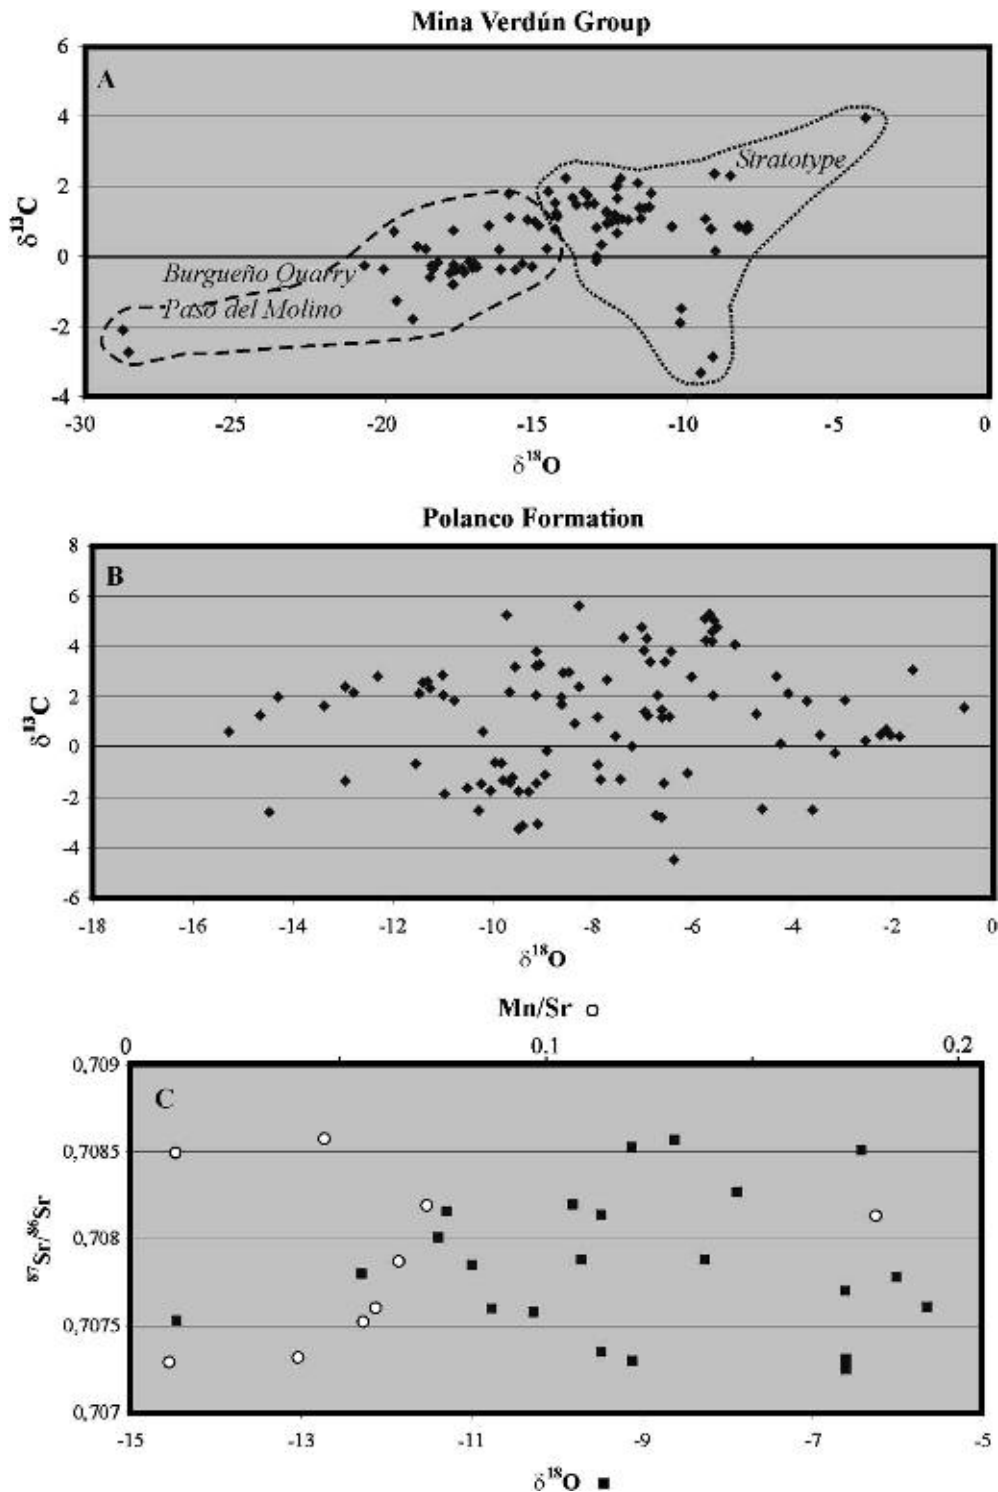 Mina Verdún Group
6
A
4
Stratotype
2
δ¹³C
0
Burgueño Quarry
Paso del Molino
-2
-4
-30 -25 -20 -15 -10 -5 0
δ¹⁸O
Polanco Formation
8
B
6
4
2
δ¹³C
0
-2
-4
-6
-18 -16 -14 -12 -10 -8 -6 -4 -2 0
δ¹⁸O
Mn/Sr
0 0.1 0.2
0,709
C
0,7085
⁸⁷Sr/⁸⁶Sr
0,708
0,7075
0,707
-15 -13 -11 -9 -7 -5
δ¹⁸O